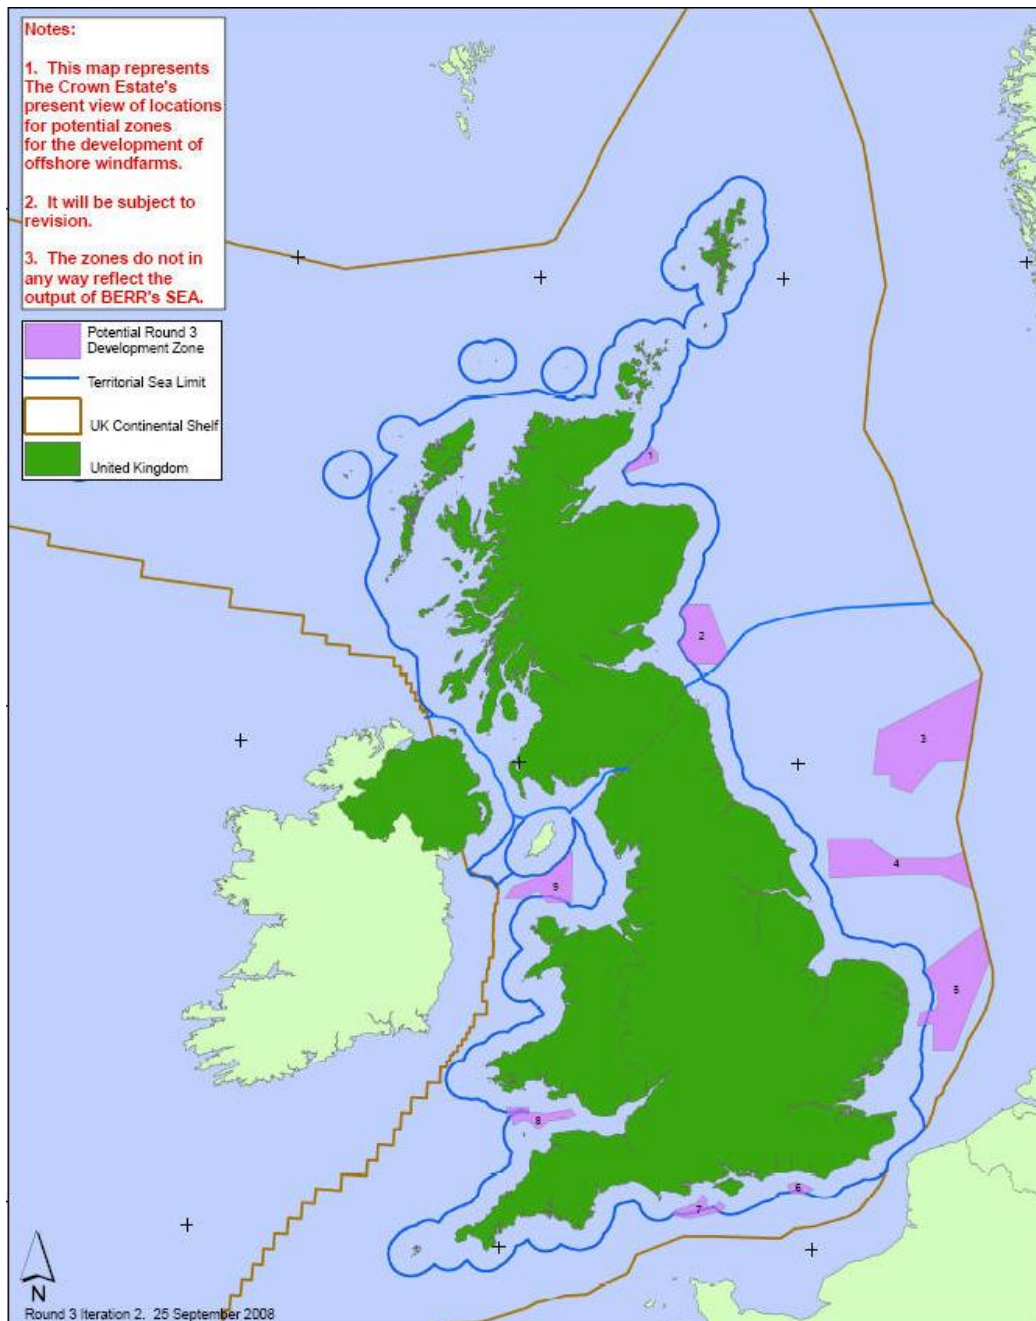 Notes:
1. This map represents
The Crown Estate's
present view of locations
for potential zones
for the development of
offshore windfarms.
2. It will be subject to
revision.
3. The zones do not in
any way reflect the
output of BERR's SEA.
Potential Round 3
Development Zone
Territorial Sea Limit
UK Continental Shelf
United Kingdom
1
2
3
4
9
5
8
6
7
N
Round 3 Iteration 2. 25 September 2008